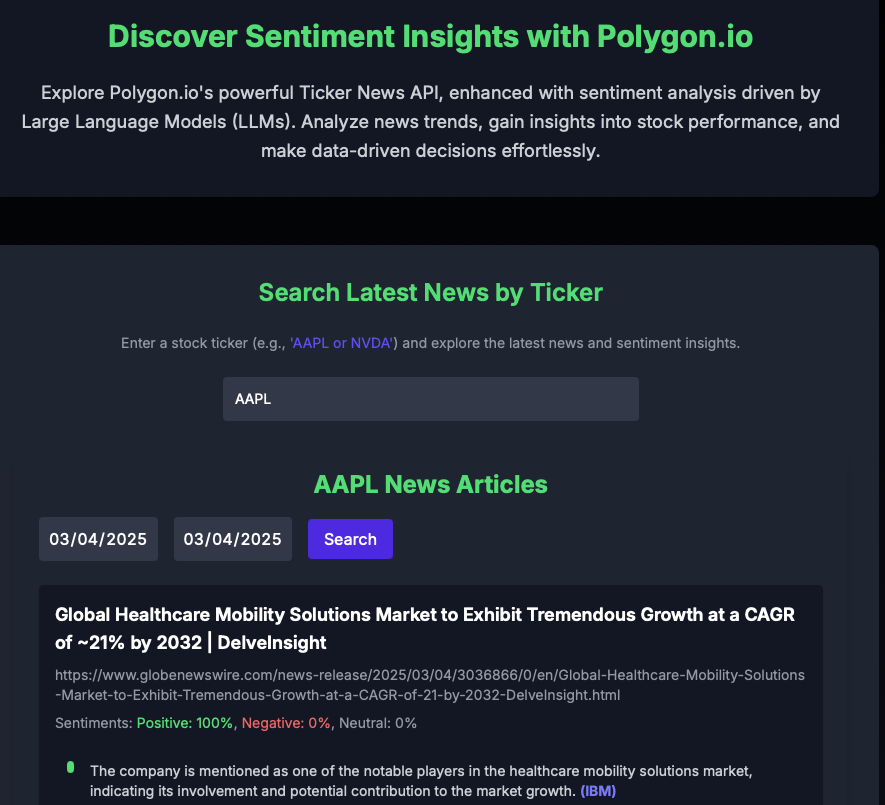 Discover Sentiment Insights with Polygon.io
Explore Polygon.io's powerful Ticker News API, enhanced with sentiment analysis driven by
Large Language Models (LLMs). Analyze news trends, gain insights into stock performance, and
make data-driven decisions effortlessly.
Search Latest News by Ticker
Enter a stock ticker (e.g., 'AAPL or NVDA') and explore the latest news and sentiment insights.
AAPL
AAPL News Articles
03/04/2025 03/04/2025 Search
Global Healthcare Mobility Solutions Market to Exhibit Tremendous Growth at a CAGR
of ~21% by 2032 | DelveInsight
https://www.globenewswire.com/news-release/2025/03/04/3036866/0/en/Global-Healthcare-Mobility-Solutions
-Market-to-Exhibit-Tremendous-Growth-at-a-CAGR-of-21-by-2032-DelveInsight.html
Sentiments: Positive: 100%, Negative: 0%, Neutral: 0%
The company is mentioned as one of the notable players in the healthcare mobility solutions market,
indicating its involvement and potential contribution to the market growth. (IBM)